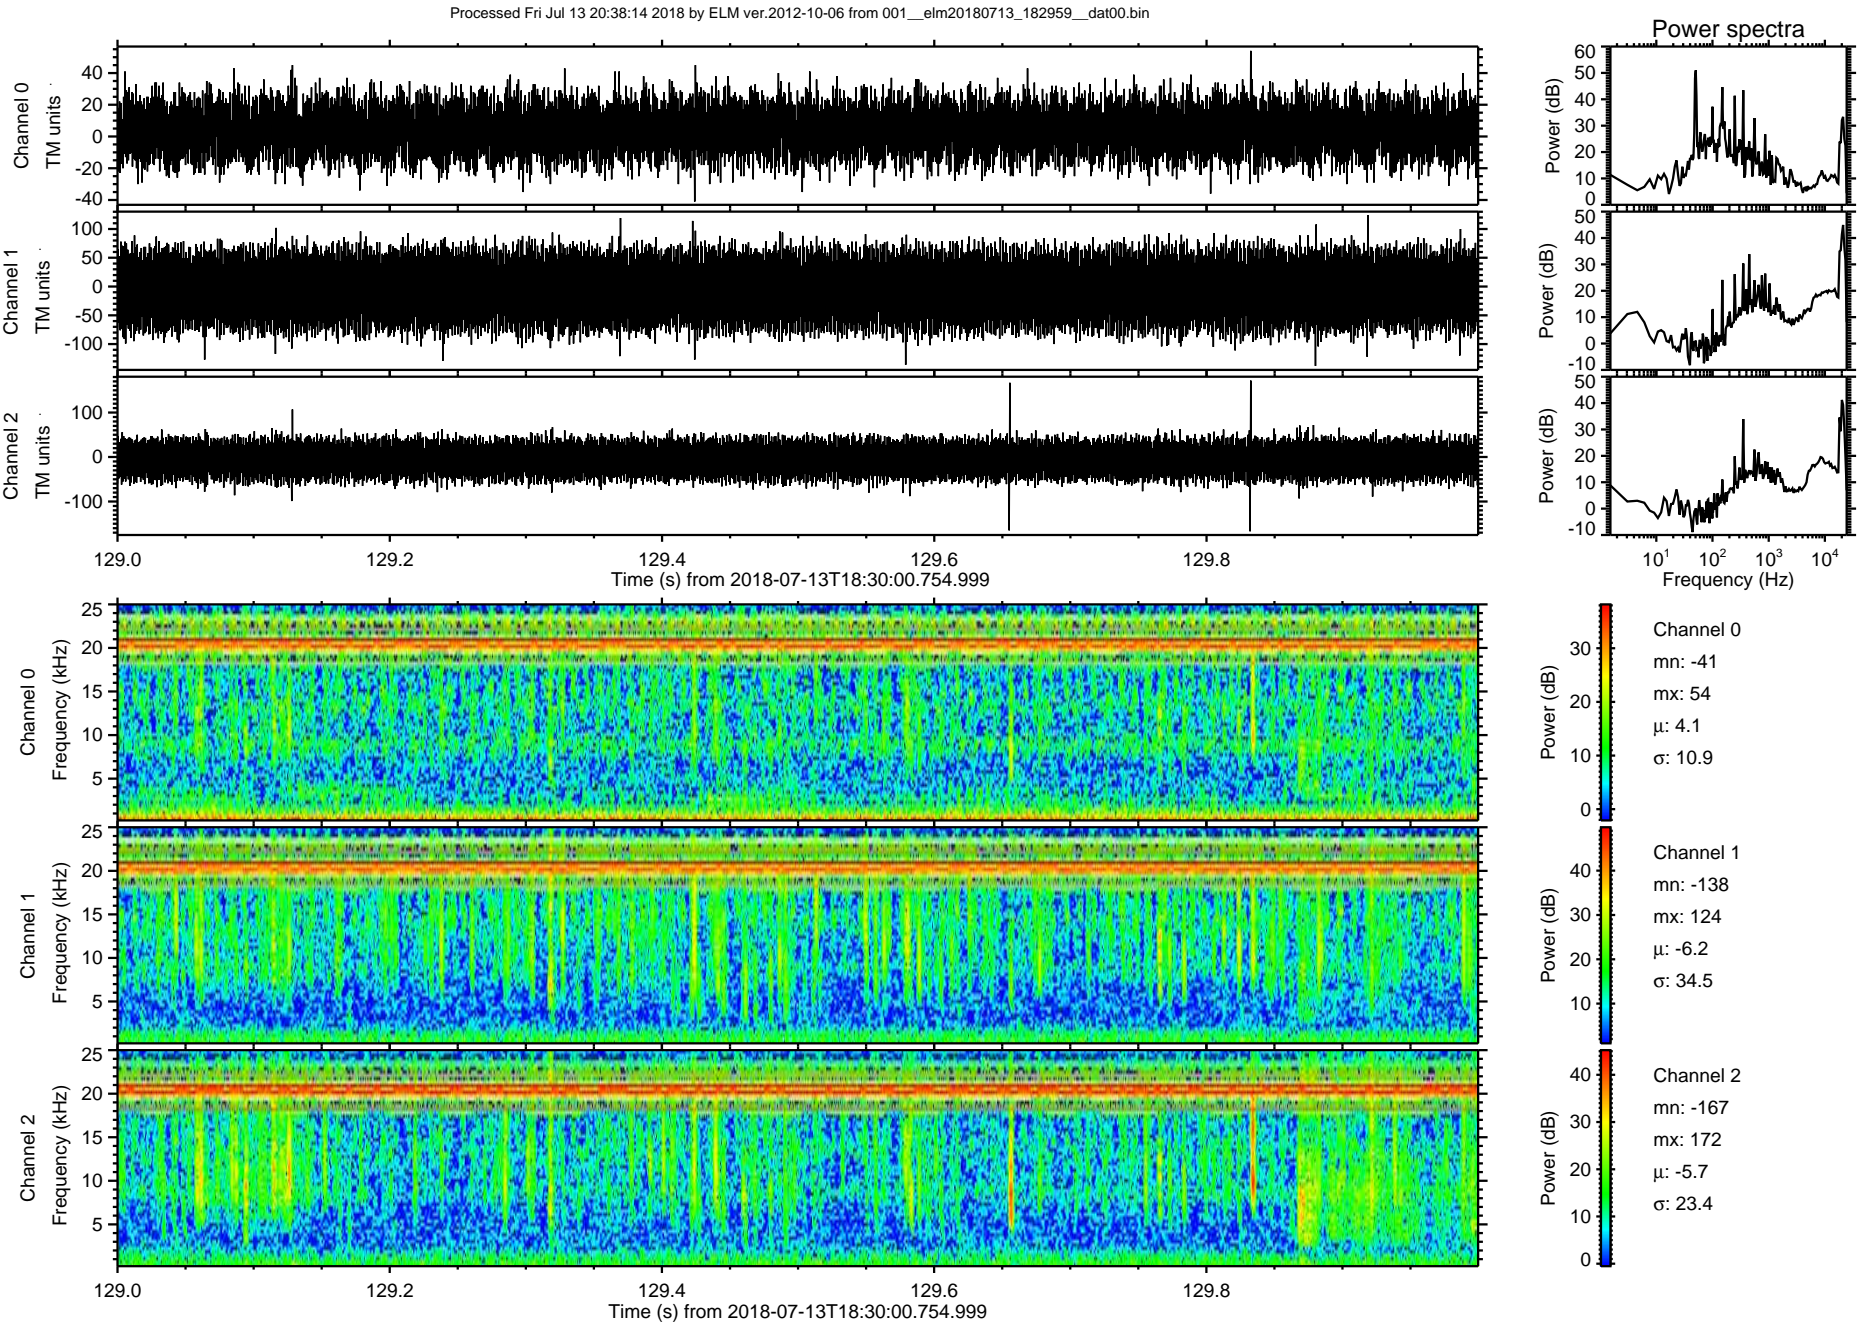 Processed Fri Jul 13 20:38:14 2018 by ELM ver.2012-10-06 from 001__elm20180713_182959__dat00.bin
Power spectra
Channel 0
TM units
40
20
0
-20
-40
Power (dB)
60
50
40
30
20
10
0
Channel 1
TM units
100
50
0
-50
-100
Power (dB)
50
40
30
20
10
0
-10
Channel 2
TM units
100
0
-100
Power (dB)
50
40
30
20
10
0
-10
129.0 129.2 129.4 129.6 129.8
Time (s) from 2018-07-13T18:30:00.754.999
10¹ 10² 10³ 10⁴
Frequency (Hz)
Channel 0
Frequency (kHz)
25
20
15
10
5
Power (dB)
30
20
10
0
Channel 0
mn: -41
mx: 54
μ: 4.1
σ: 10.9
Channel 1
Frequency (kHz)
25
20
15
10
5
Power (dB)
40
30
20
10
Channel 1
mn: -138
mx: 124
μ: -6.2
σ: 34.5
Channel 2
Frequency (kHz)
25
20
15
10
5
Power (dB)
40
30
20
10
0
Channel 2
mn: -167
mx: 172
μ: -5.7
σ: 23.4
129.0 129.2 129.4 129.6 129.8
Time (s) from 2018-07-13T18:30:00.754.999